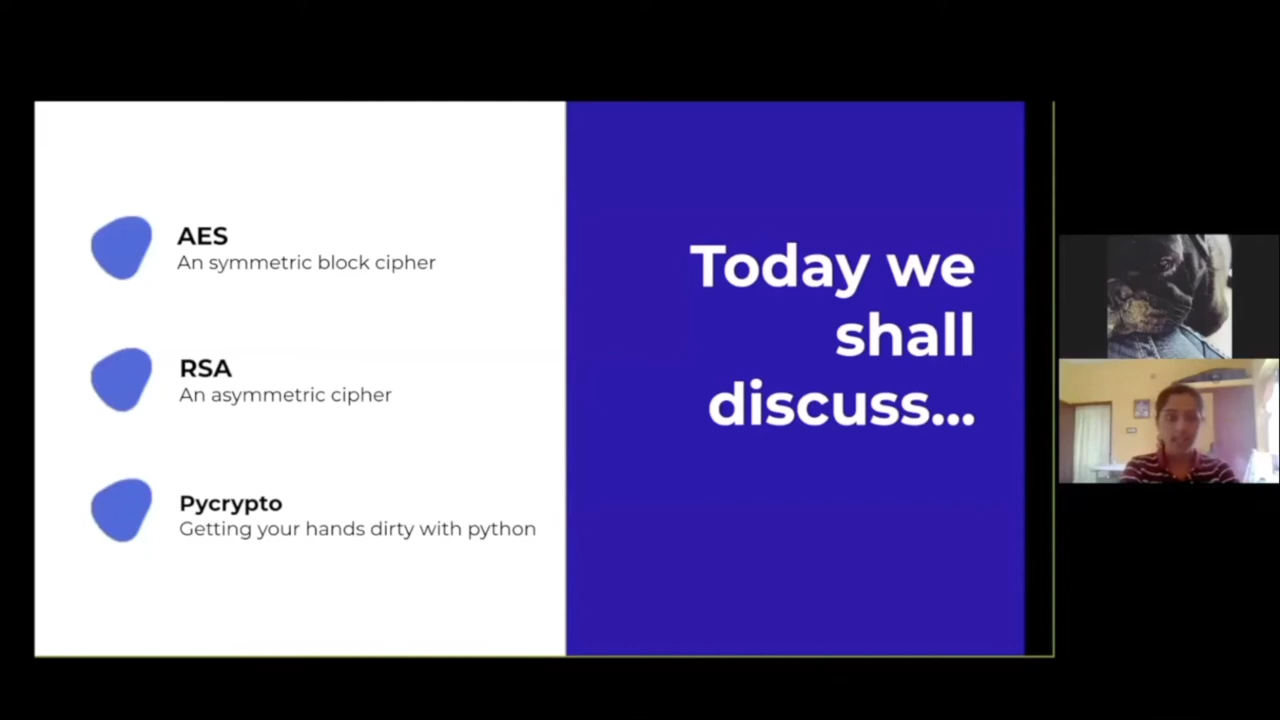 AES
An symmetric block cipher
RSA
An asymmetric cipher
Pycrypto
Getting your hands dirty with python
Today we
shall
discuss...